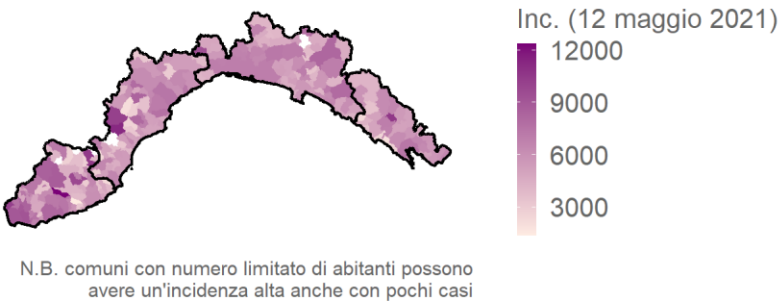 Inc. (12 maggio 2021)
12000
9000
6000
3000
N.B. comuni con numero limitato di abitanti possono
avere un'incidenza alta anche con pochi casi